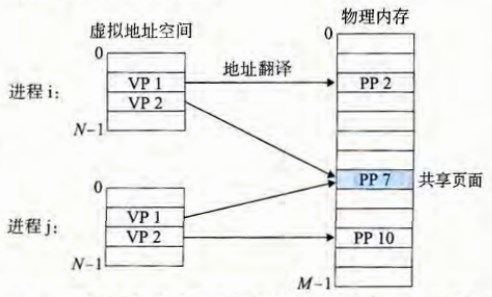 物理内存
虚拟地址空间
0
0
地址翻译
进程 i:
VP 1
PP 2
VP 2
N-1
PP 7
共享页面
0
进程 j:
VP 1
VP 2
PP 10
N-1
M-1